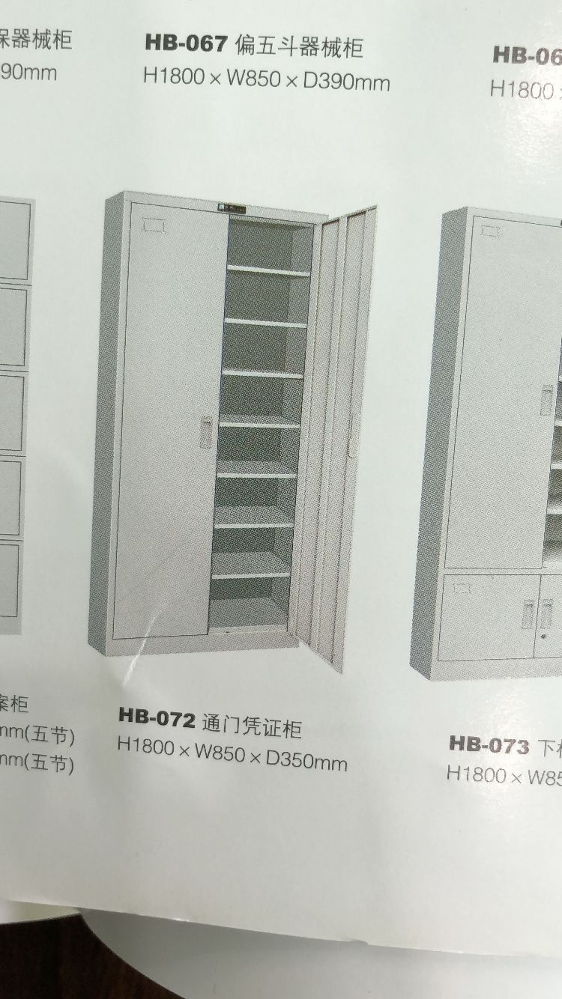 保器械柜
90mm
HB-067 偏五斗器械柜
H1800×W850×D390mm
HB-06
H1800×
案柜
mm(五节)
mm(五节)
HB-072 通门凭证柜
H1800×W850×D350mm
HB-073 下
H1800×W85